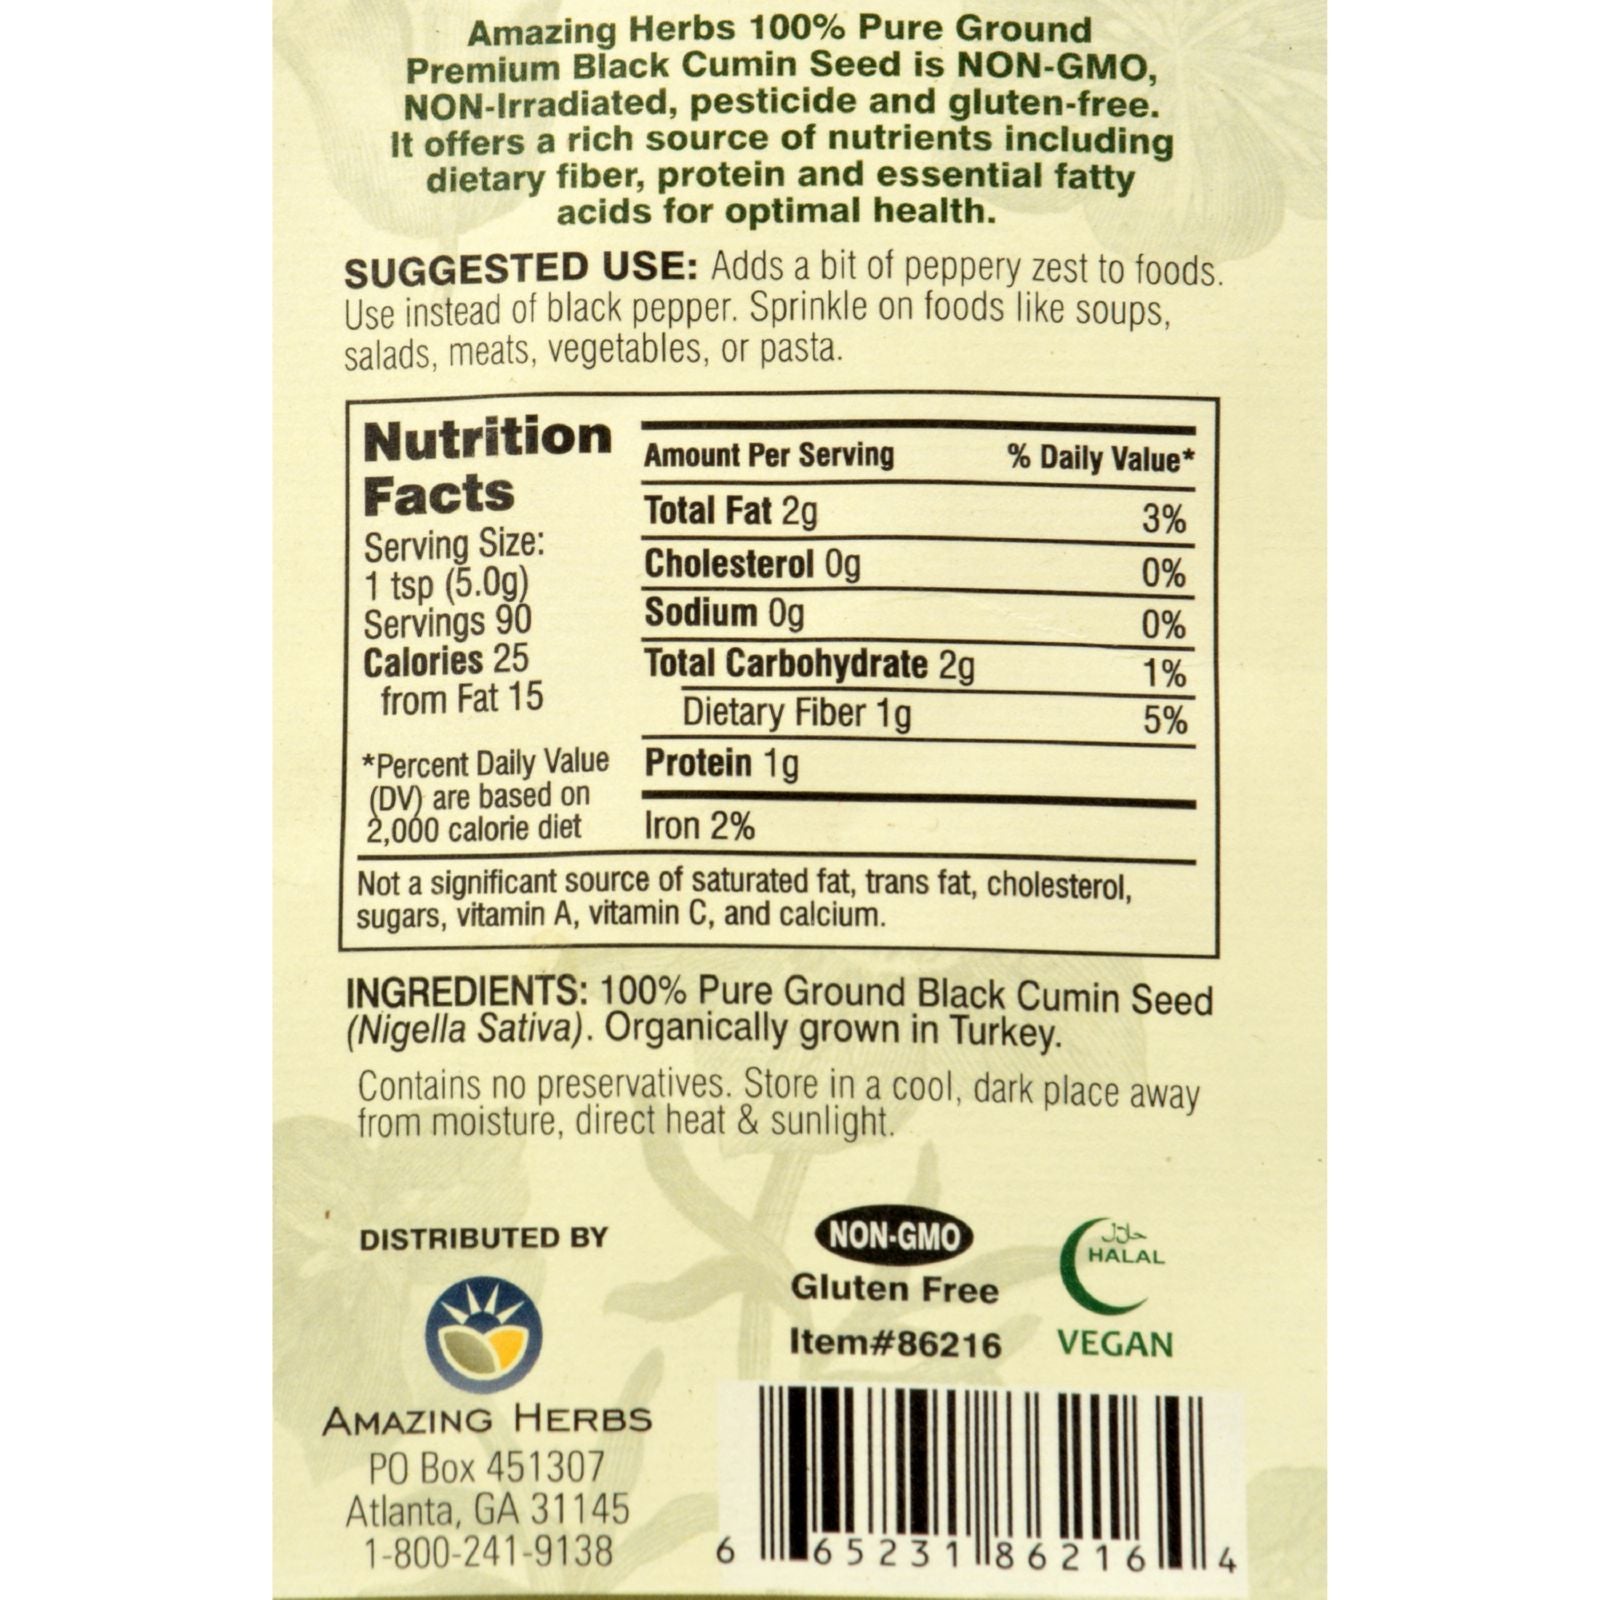 Amazing Herbs 100% Pure Ground
Premium Black Cumin Seed is NON-GMO,
NON-Irradiated, pesticide and gluten-free.
It offers a rich source of nutrients including
dietary fiber, protein and essential fatty
acids for optimal health.
SUGGESTED USE: Adds a bit of peppery zest to foods.
Use instead of black pepper. Sprinkle on foods like soups,
salads, meats, vegetables, or pasta.
Nutrition
Facts
Serving Size:
1 tsp (5.0g)
Servings 90
Calories 25
from Fat 15
*Percent Daily Value
(DV) are based on
2,000 calorie diet
Amount Per Serving % Daily Value*
Total Fat 2g 3%
Cholesterol 0g 0%
Sodium 0g 0%
Total Carbohydrate 2g 1%
Dietary Fiber 1g 5%
Protein 1g
Iron 2%
Not a significant source of saturated fat, trans fat, cholesterol,
sugars, vitamin A, vitamin C, and calcium.
INGREDIENTS: 100% Pure Ground Black Cumin Seed
(Nigella Sativa). Organically grown in Turkey.
Contains no preservatives. Store in a cool, dark place away
from moisture, direct heat & sunlight.
DISTRIBUTED BY
AMAZING HERBS
PO Box 451307
Atlanta, GA 31145
1-800-241-9138
NON-GMO
Gluten Free
Item#86216
حلال
HALAL
VEGAN
6 65231 86216 4